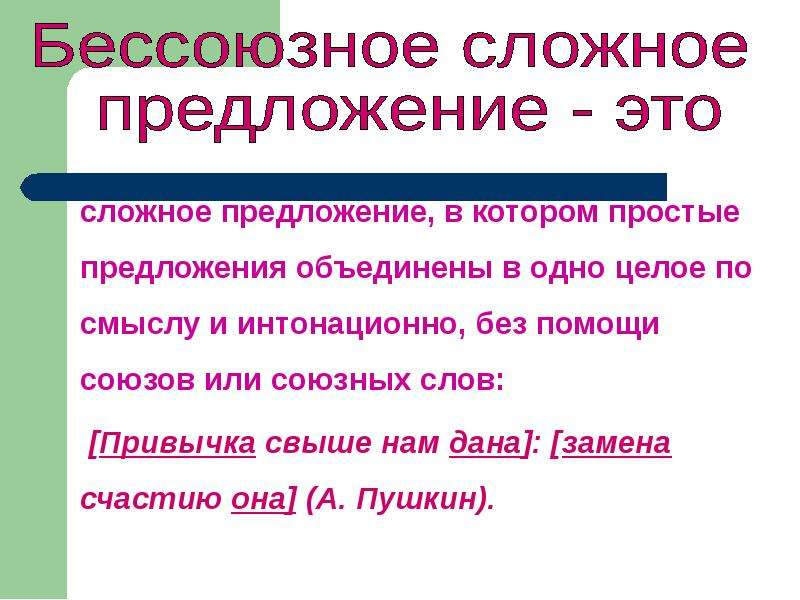 Бессоюзное сложное
предложение - это
сложное предложение, в котором простые
предложения объединены в одно целое по
смыслу и интонационно, без помощи
союзов или союзных слов:
[Привычка свыше нам дана]: [замена
счастию она] (А. Пушкин).